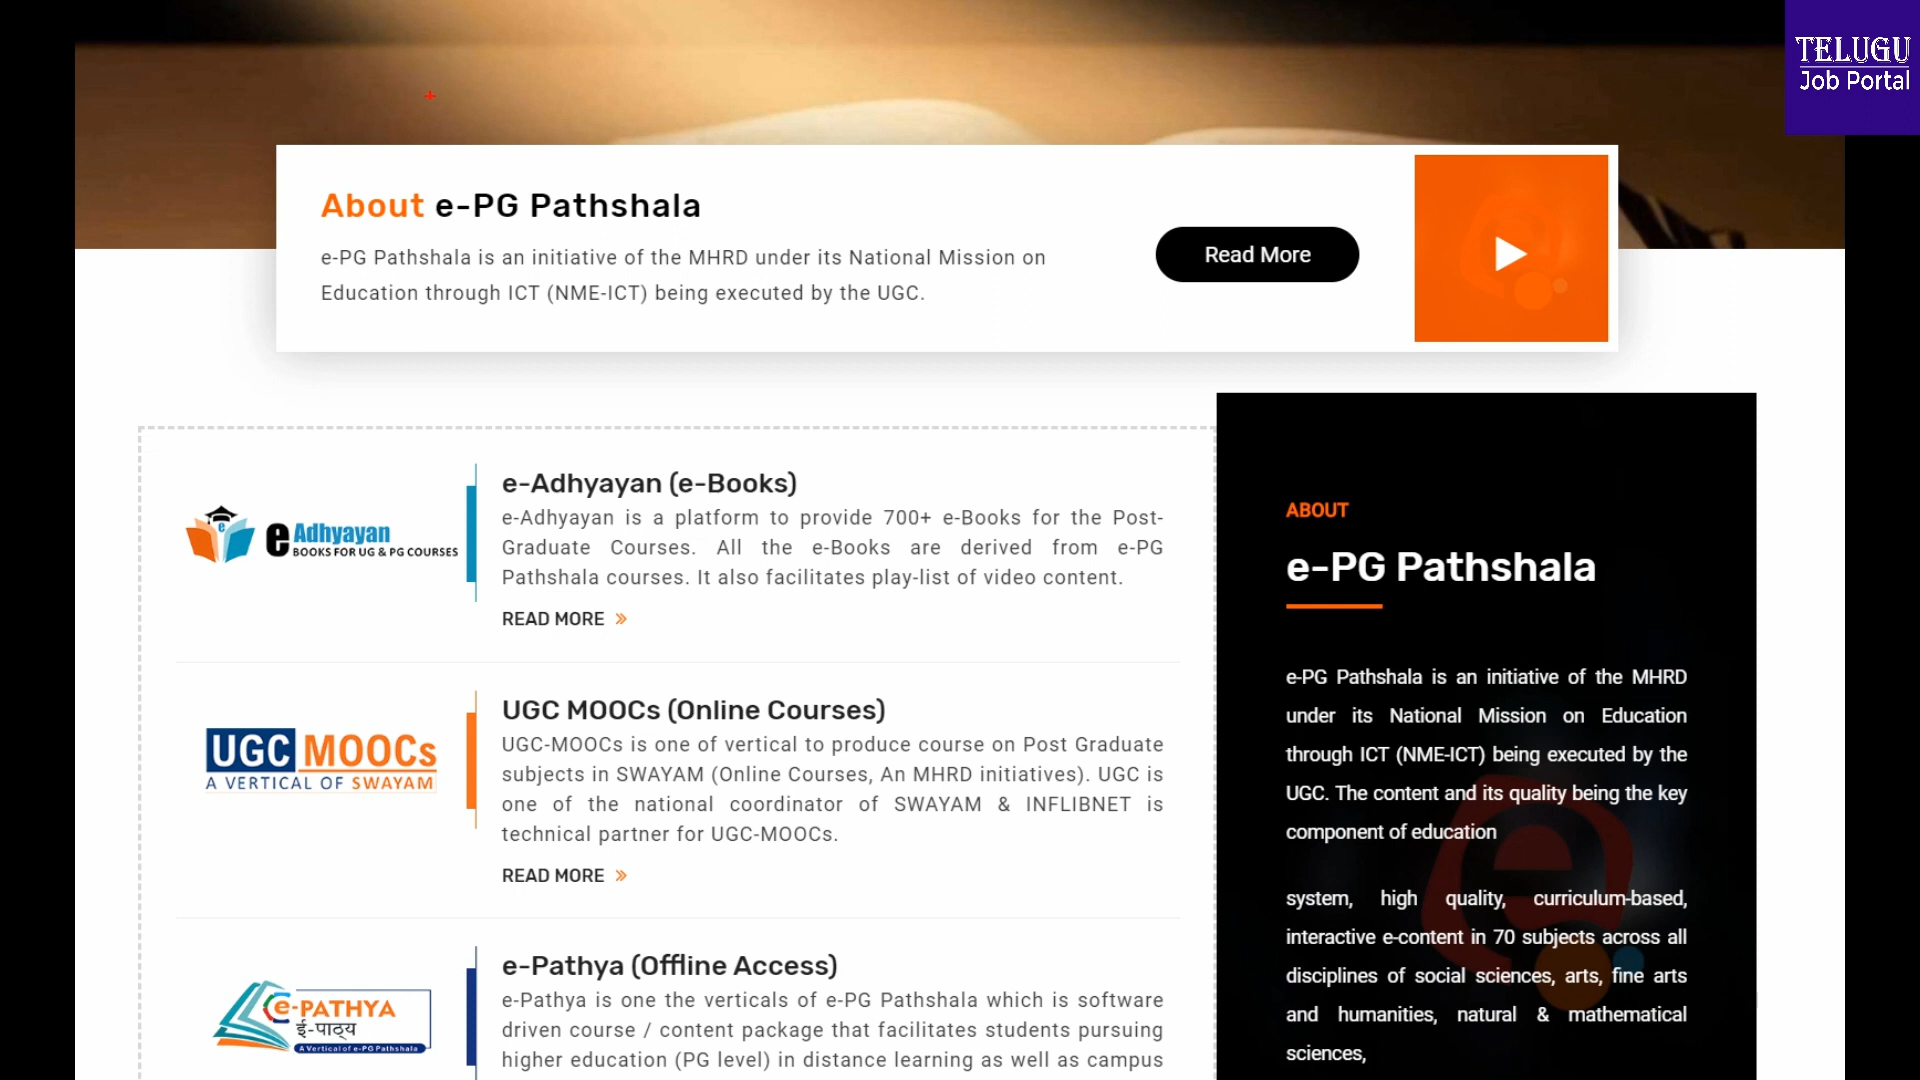 TELUGU
Job Portal
About e-PG Pathshala
e-PG Pathshala is an initiative of the MHRD under its National Mission on
Education through ICT (NME-ICT) being executed by the UGC.
Read More
e-Adhyayan (e-Books)
e Adhyayan
BOOKS FOR UG & PG COURSES
e-Adhyayan is a platform to provide 700+ e-Books for the Post-
Graduate Courses. All the e-Books are derived from e-PG
Pathshala courses. It also facilitates play-list of video content.
READ MORE »
UGC MOOCs (Online Courses)
UGC MOOCs
A VERTICAL OF SWAYAM
UGC-MOOCs is one of vertical to produce course on Post Graduate
subjects in SWAYAM (Online Courses, An MHRD initiatives). UGC is
one of the national coordinator of SWAYAM & INFLIBNET is
technical partner for UGC-MOOCs.
READ MORE »
e-Pathya (Offline Access)
e-PATHYA
ई-पाठ्य
A Vertical of e-PG Pathshala
e-Pathya is one the verticals of e-PG Pathshala which is software
driven course / content package that facilitates students pursuing
higher education (PG level) in distance learning as well as campus
ABOUT
e-PG Pathshala
e-PG Pathshala is an initiative of the MHRD
under its National Mission on Education
through ICT (NME-ICT) being executed by the
UGC. The content and its quality being the key
component of education
system, high quality, curriculum-based,
interactive e-content in 70 subjects across all
disciplines of social sciences, arts, fine arts
and humanities, natural & mathematical
sciences,